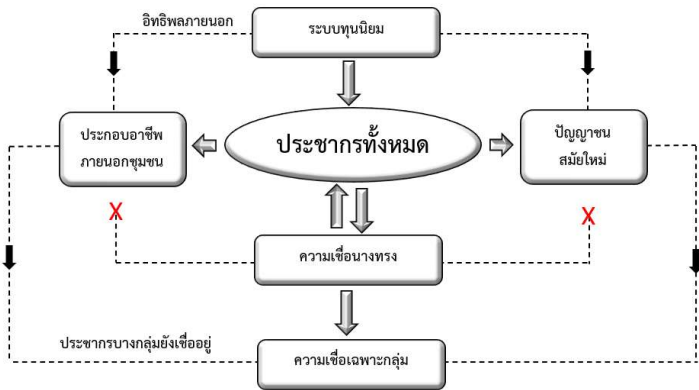 อิทธิพลภายนอก
ระบบทุนนิยม
ประกอบอาชีพ
ภายนอกชุมชน
ประชากรทั้งหมด
ปัญญาชน
สมัยใหม่
X
X
ความเชื่อนางทรง
ประชากรบางกลุ่มยังเชื่ออยู่
ความเชื่อเฉพาะกลุ่ม